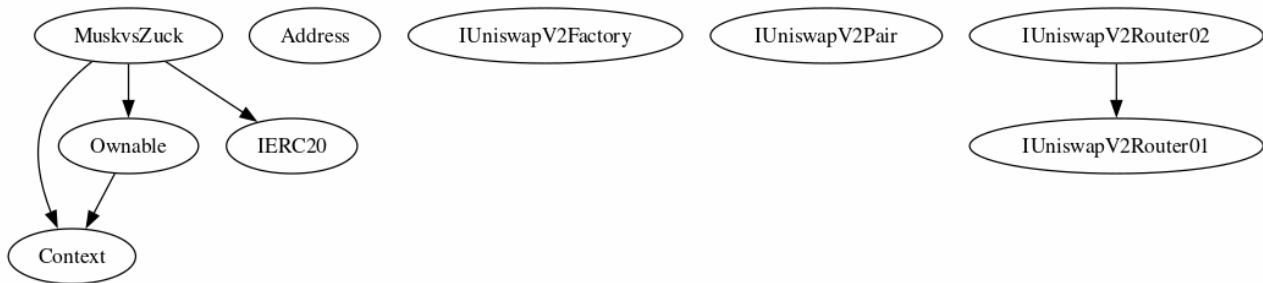 MuskvsZuck
Address
IUniswapV2Factory
IUniswapV2Pair
IUniswapV2Router02
Ownable
IERC20
IUniswapV2Router01
Context